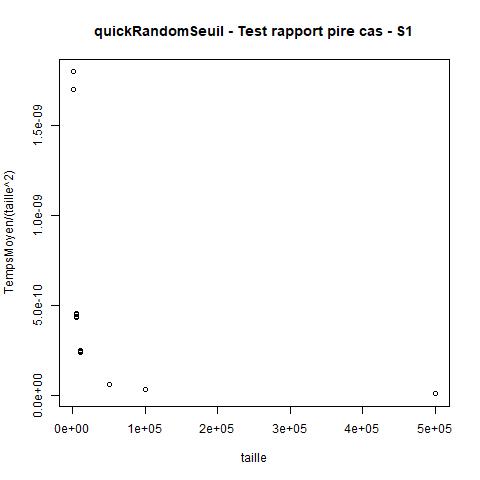 quickRandomSeuil - Test rapport pire cas - S1
TempsMoyen/(taille^2)
1.5e-09
1.0e-09
5.0e-10
0.0e+00
0e+00 1e+05 2e+05 3e+05 4e+05 5e+05
taille